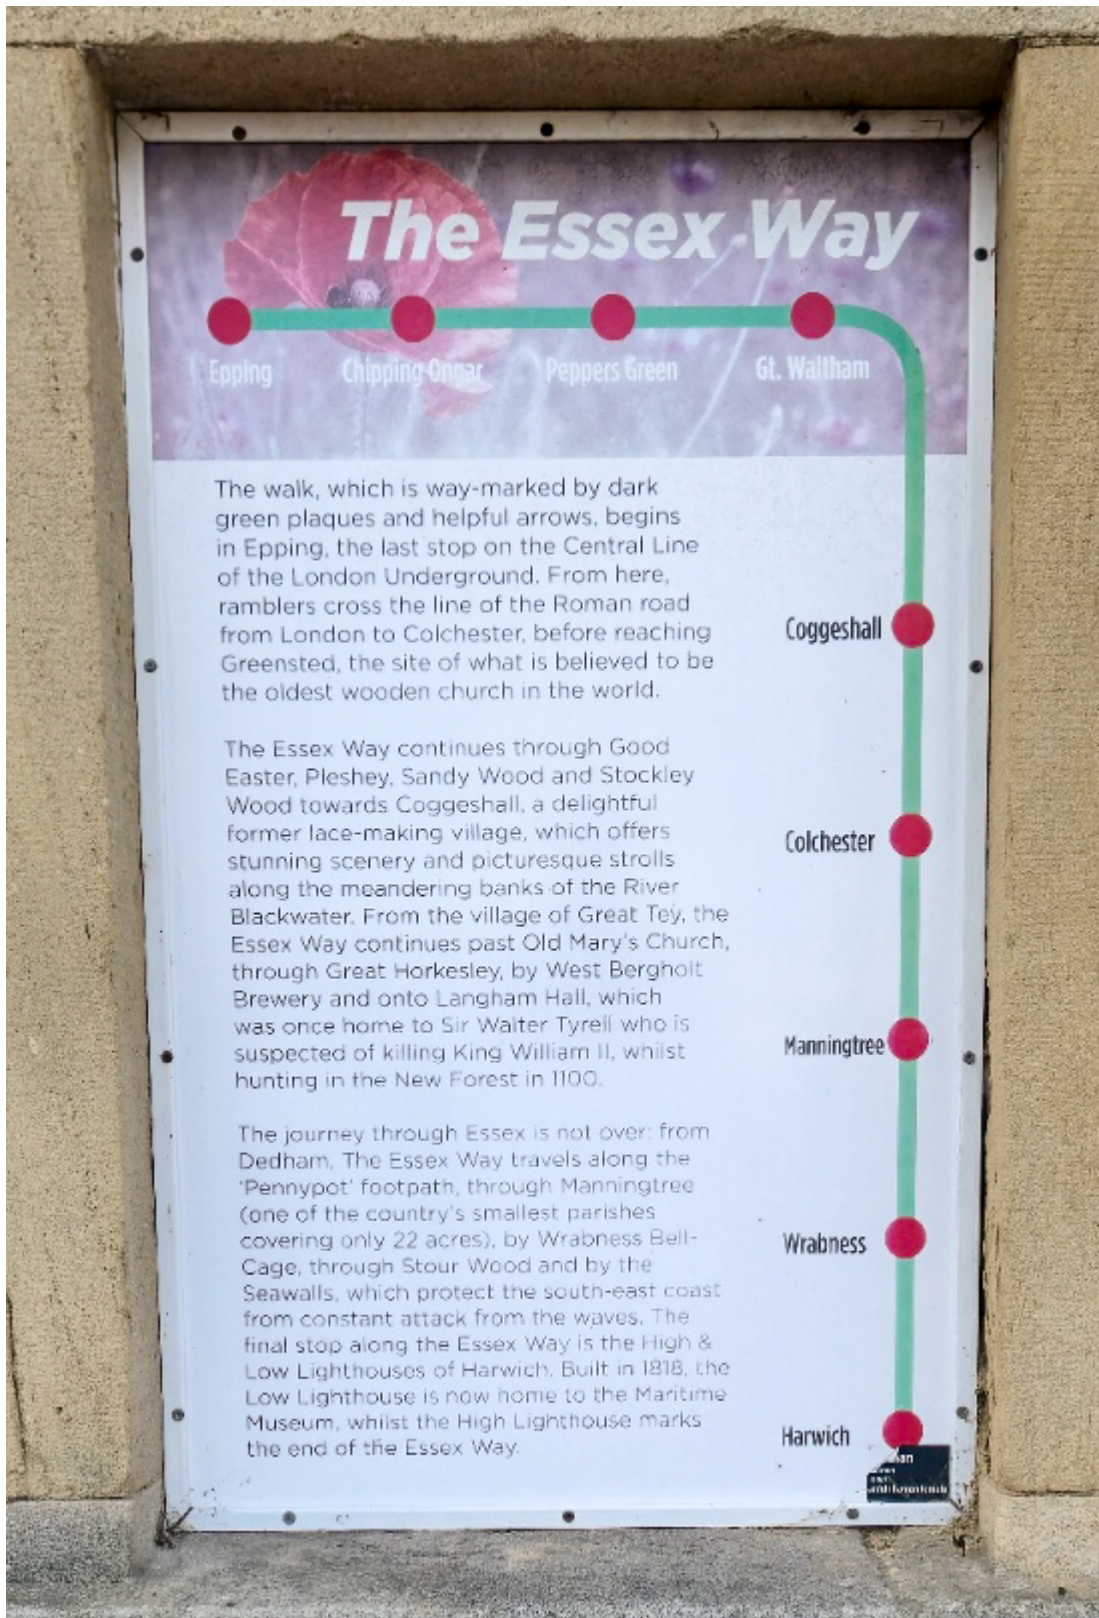 The Essex Way
Epping
Chipping Ongar
Peppers Green
Gt. Waltham
The walk, which is way-marked by dark
green plaques and helpful arrows, begins
in Epping, the last stop on the Central Line
of the London Underground. From here,
ramblers cross the line of the Roman road
from London to Colchester, before reaching
Greensted, the site of what is believed to be
the oldest wooden church in the world.
The Essex Way continues through Good
Easter, Pleshey, Sandy Wood and Stockley
Wood towards Coggeshall, a delightful
former lace-making village, which offers
stunning scenery and picturesque strolls
along the meandering banks of the River
Blackwater. From the village of Great Tey, the
Essex Way continues past Old Mary's Church,
through Great Horkesley, by West Bergholt
Brewery and onto Langham Hall, which
was once home to Sir Walter Tyrell who is
suspected of killing King William II, whilst
hunting in the New Forest in 1100.
The journey through Essex is not over: from
Dedham, The Essex Way travels along the
'Pennypot' footpath, through Manningtree
(one of the country's smallest parishes
covering only 22 acres), by Wrabness Bell-
Cage, through Stour Wood and by the
Seawalls, which protect the south-east coast
from constant attack from the waves. The
final stop along the Essex Way is the High &
Low Lighthouses of Harwich. Built in 1818, the
Low Lighthouse is now home to the Maritime
Museum, whilst the High Lighthouse marks
the end of the Essex Way.
Coggeshall
Colchester
Manningtree
Wrabness
Harwich